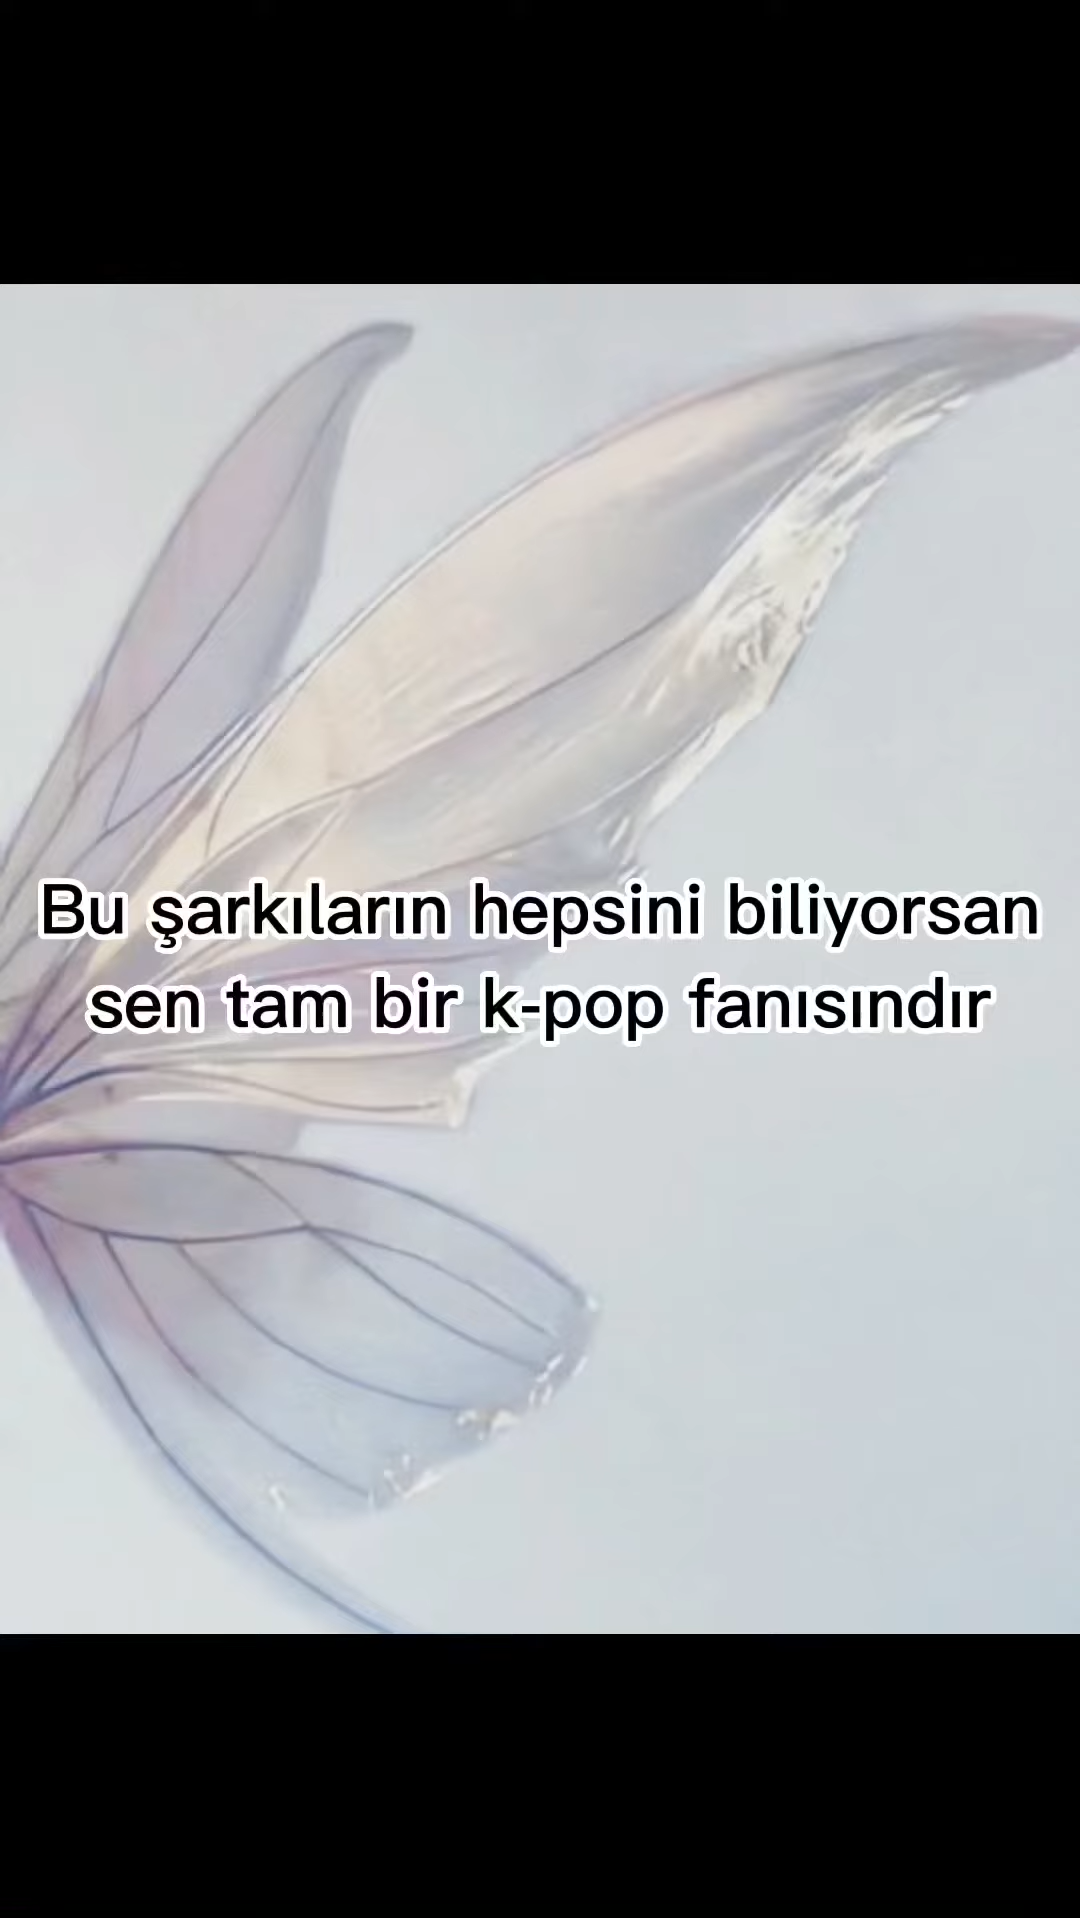 Bu şarkıların hepsini biliyorsan
sen tam bir k-pop fanısındır